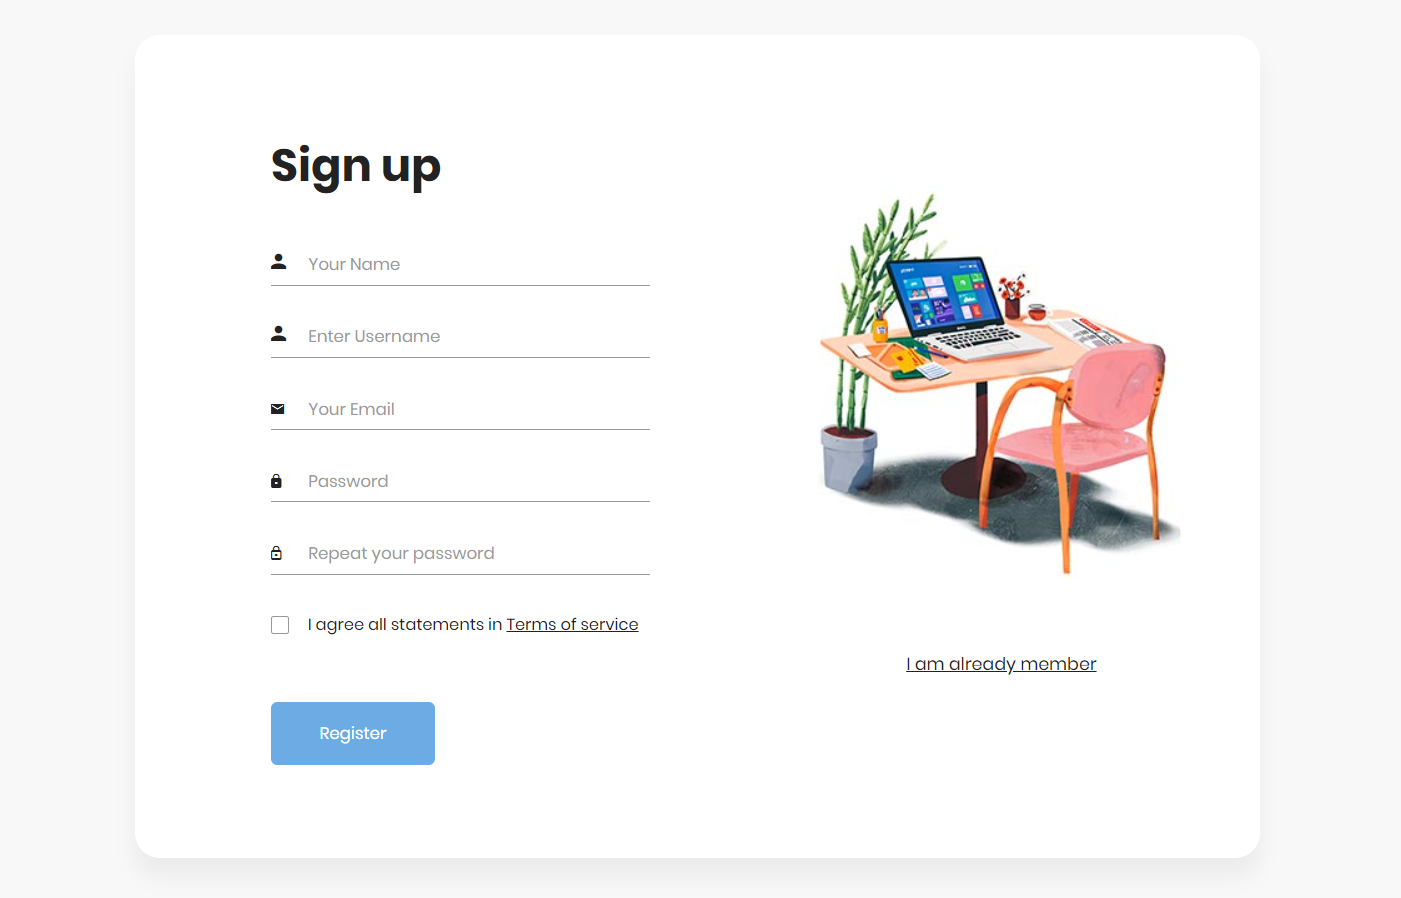 Sign up
Your Name
Enter Username
Your Email
Password
Repeat your password
I agree all statements in Terms of service
Register
I am already member